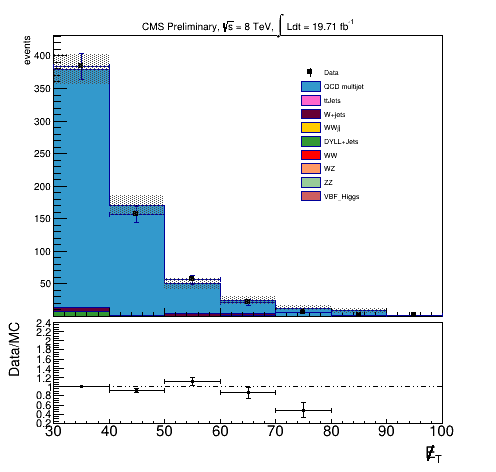 CMS Preliminary, √s = 8 TeV, ∫ Ldt = 19.71 fb⁻¹
events
400
350
300
250
200
150
100
50
Data
QCD multijet
ttJets
W+jets
WWjj
DYLL+Jets
WW
WZ
ZZ
VBF_Higgs
Data/MC
2.4
2.2
2
1.8
1.6
1.4
1.2
1
0.8
0.6
0.4
0.2
30 40 50 60 70 80 90 100
E̸_T